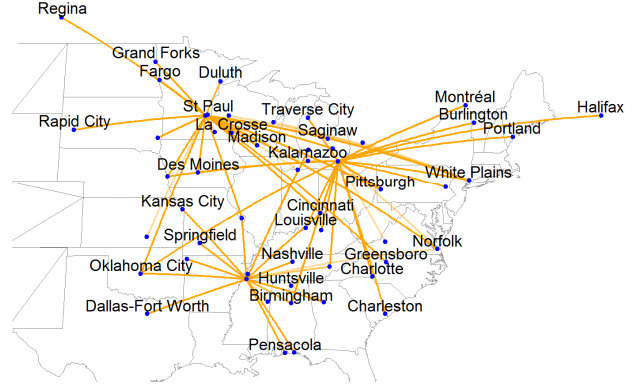 Regina
Grand Forks
Fargo
Duluth
St Paul
Traverse City
Montréal
Halifax
Rapid City
La Crosse
Burlington
Madison
Saginaw
Portland
Kalamazoo
Des Moines
White Plains
Pittsburgh
Kansas City
Cincinnati
Louisville
Springfield
Norfolk
Nashville
Greensboro
Oklahoma City
Huntsville
Charlotte
Birmingham
Dallas-Fort Worth
Charleston
Pensacola